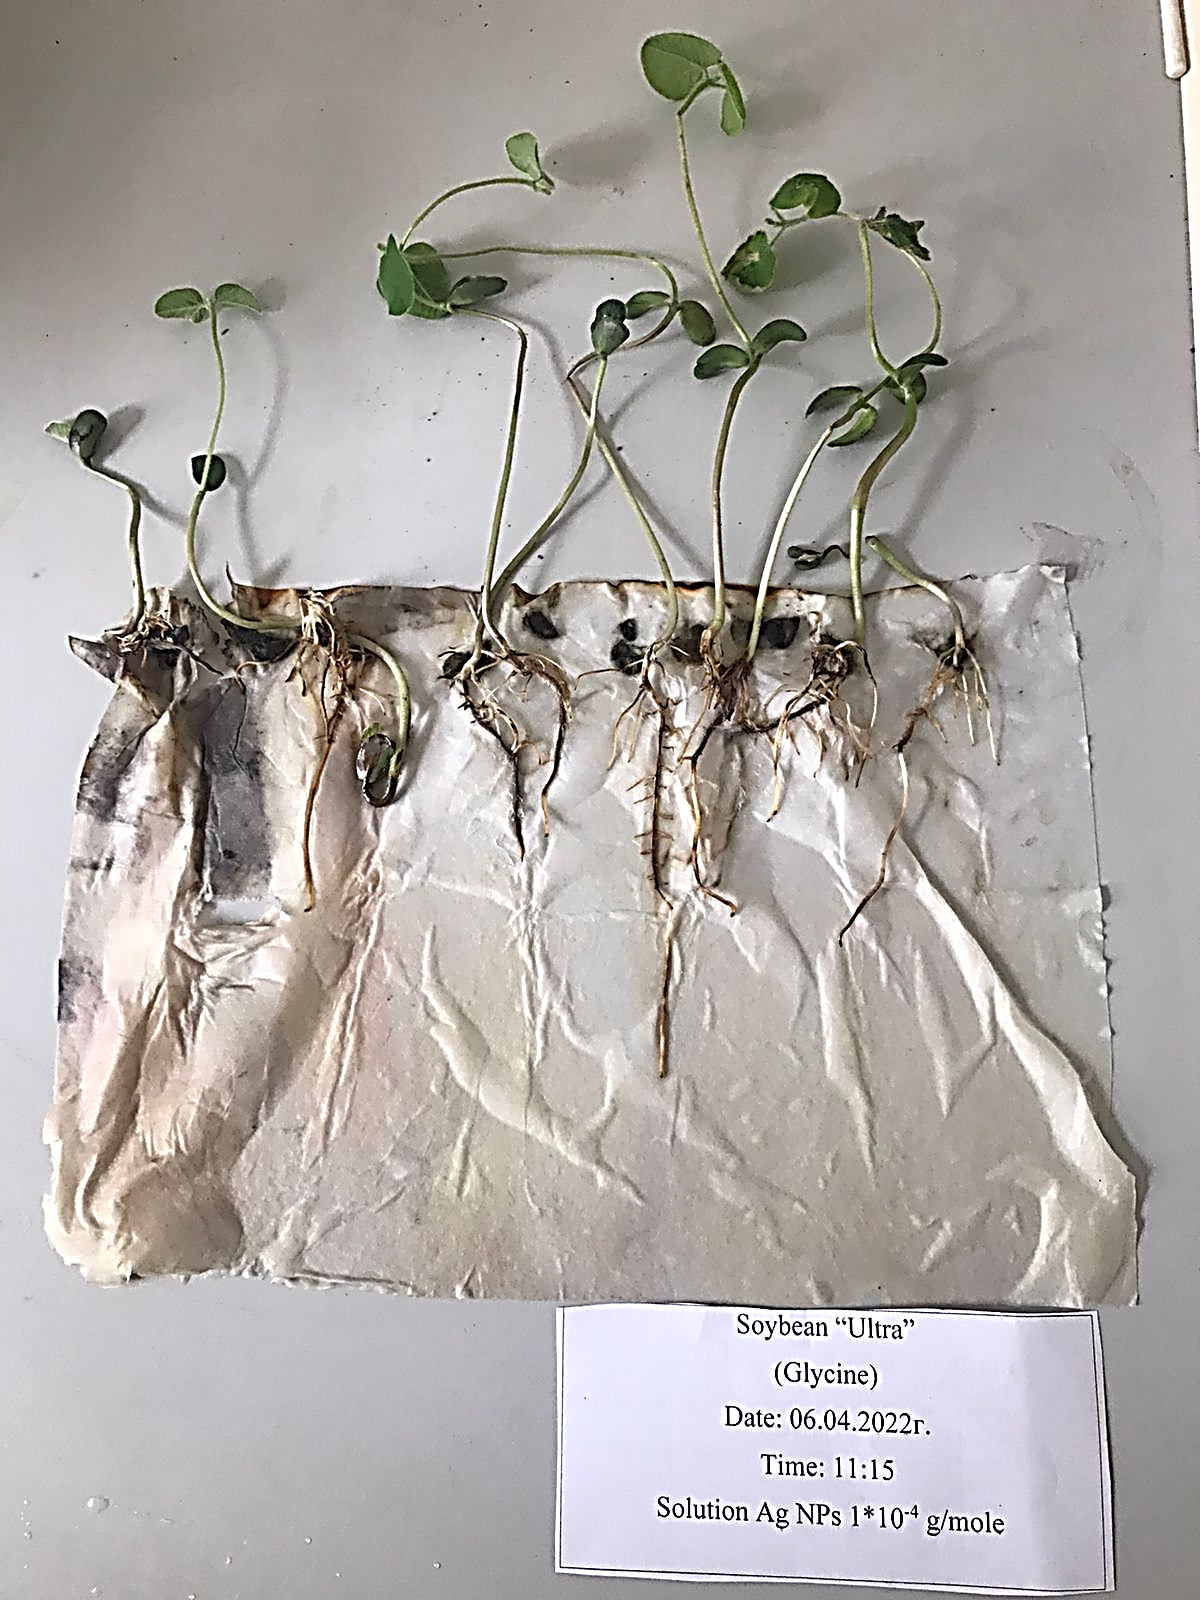 Soybean “Ultra”
(Glycine)
Date: 06.04.2022г.
Time: 11:15
Solution Ag NPs 1*10⁻⁴ g/mole